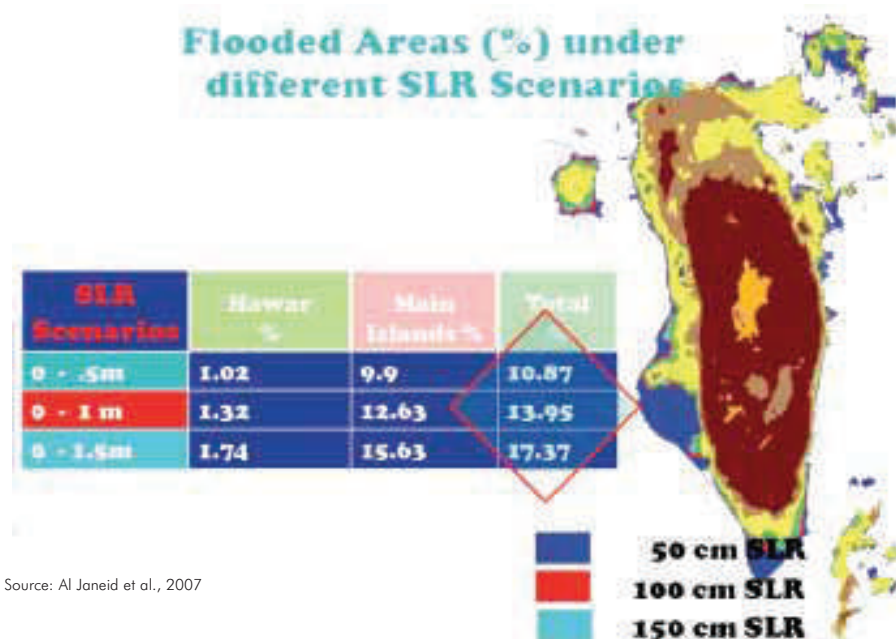 Flooded Areas (%) under
different SLR Scenarios
SLR
Scenarios
Hawar
%
Main
Islands %
Total
%
0 - .5m 1.02 9.9 10.87
0 - 1 m 1.32 12.63 13.95
0 - 1.5m 1.74 15.63 17.37
50 cm SLR
100 cm SLR
150 cm SLR
Source: Al Janeid et al., 2007